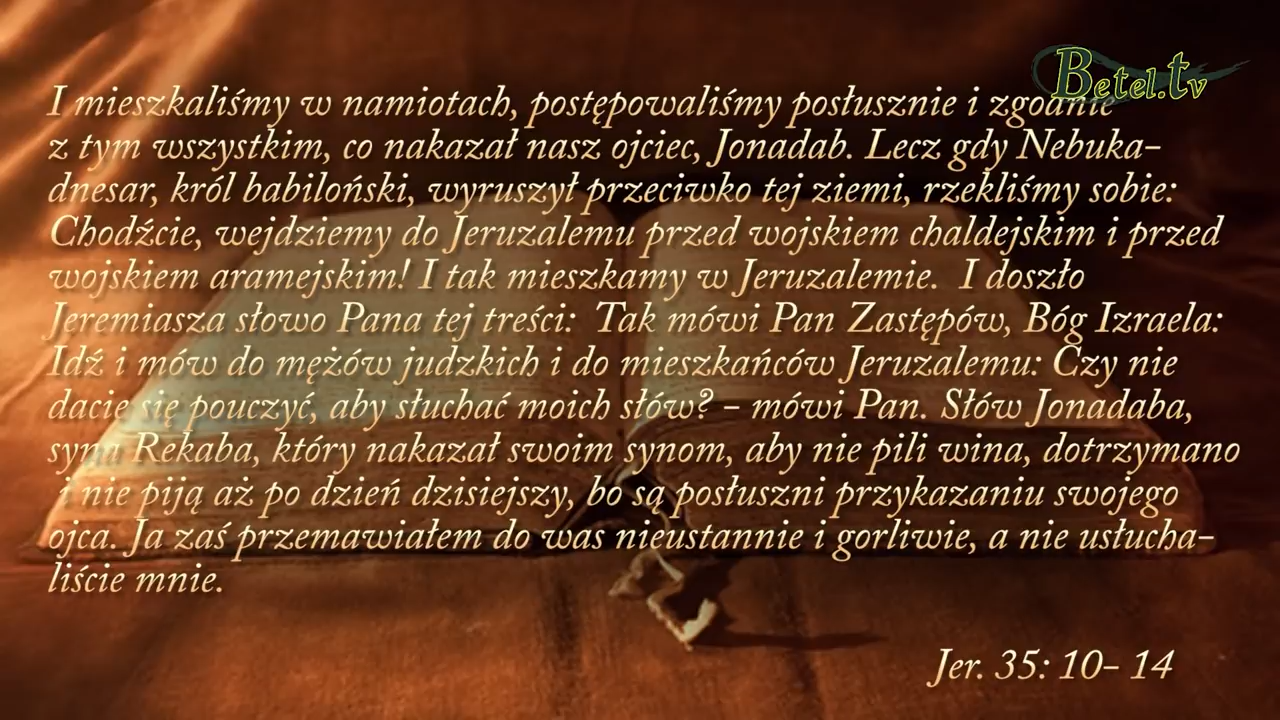 Betel.tv
I mieszkaliśmy w namiotach, postępowaliśmy posłusznie i zgodnie
z tym wszystkim, co nakazał nasz ojciec, Jonadab. Lecz gdy Nebuka-
dnesar, król babiloński, wyruszył przeciwko tej ziemi, rzekliśmy sobie:
Chodźcie, wejdziemy do Jeruzalemu przed wojskiem chaldejskim i przed
wojskiem aramejskim! I tak mieszkamy w Jeruzalemie.  I doszło
Jeremiasza słowo Pana tej treści:  Tak mówi Pan Zastępów, Bóg Izraela:
Idź i mów do mężów judzkich i do mieszkańców Jeruzalemu: Czy nie
dacie się pouczyć, aby słuchać moich słów? - mówi Pan. Słów Jonadaba,
syna Rekaba, który nakazał swoim synom, aby nie pili wina, dotrzymano
i nie piją aż po dzień dzisiejszy, bo są posłuszni przykazaniu swojego
ojca. Ja zaś przemawiałem do was nieustannie i gorliwie, a nie usłucha-
liście mnie.
Jer. 35: 10- 14